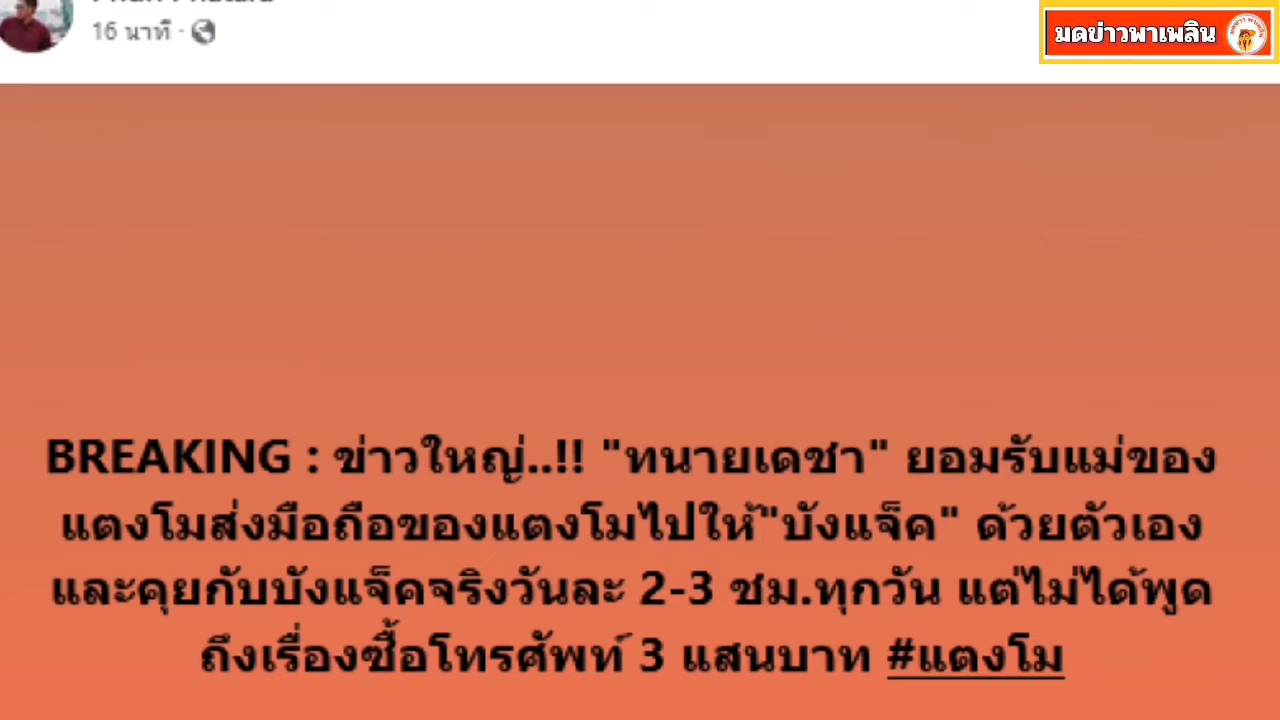 16 นาที ·
มดข่าวพาเพลิน
BREAKING : ข่าวใหญ่..!! "ทนายเดชา" ยอมรับแม่ของ
แตงโมส่งมือถือของแตงโมไปให้"บังแจ็ค" ด้วยตัวเอง
และคุยกับบังแจ็คจริงวันละ 2-3 ชม.ทุกวัน แต่ไม่ได้พูด
ถึงเรื่องซื้อโทรศัพท์ 3 แสนบาท #แตงโม